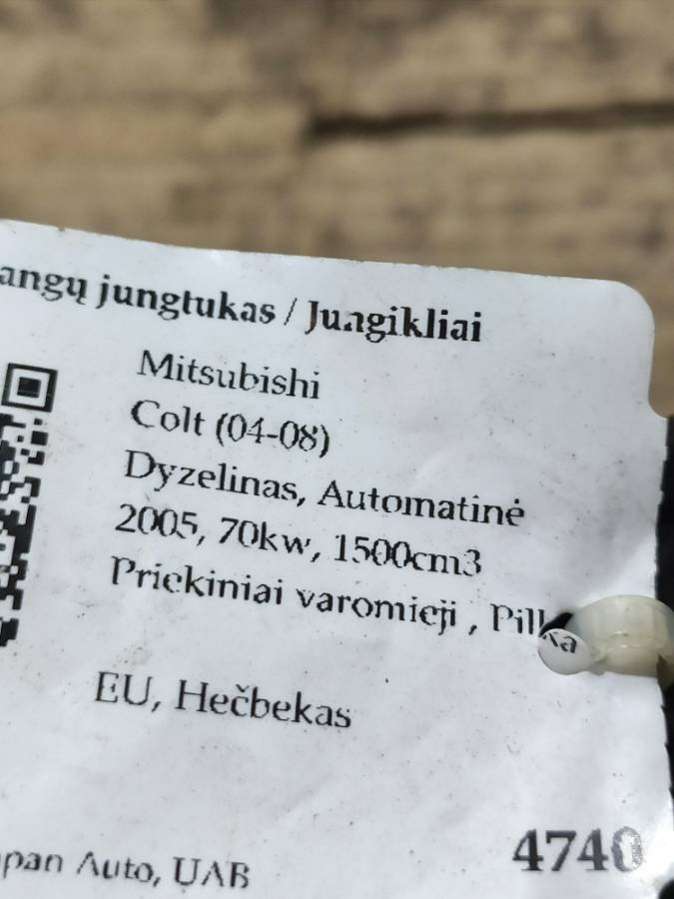 angų jungtukas / Jungikliai
Mitsubishi
Colt (04-08)
Dyzelinas, Automatinė
2005, 70kw, 1500cm3
Priekiniai varomieji , Pilka
EU, Hečbekas
pan Auto, UAB
4740